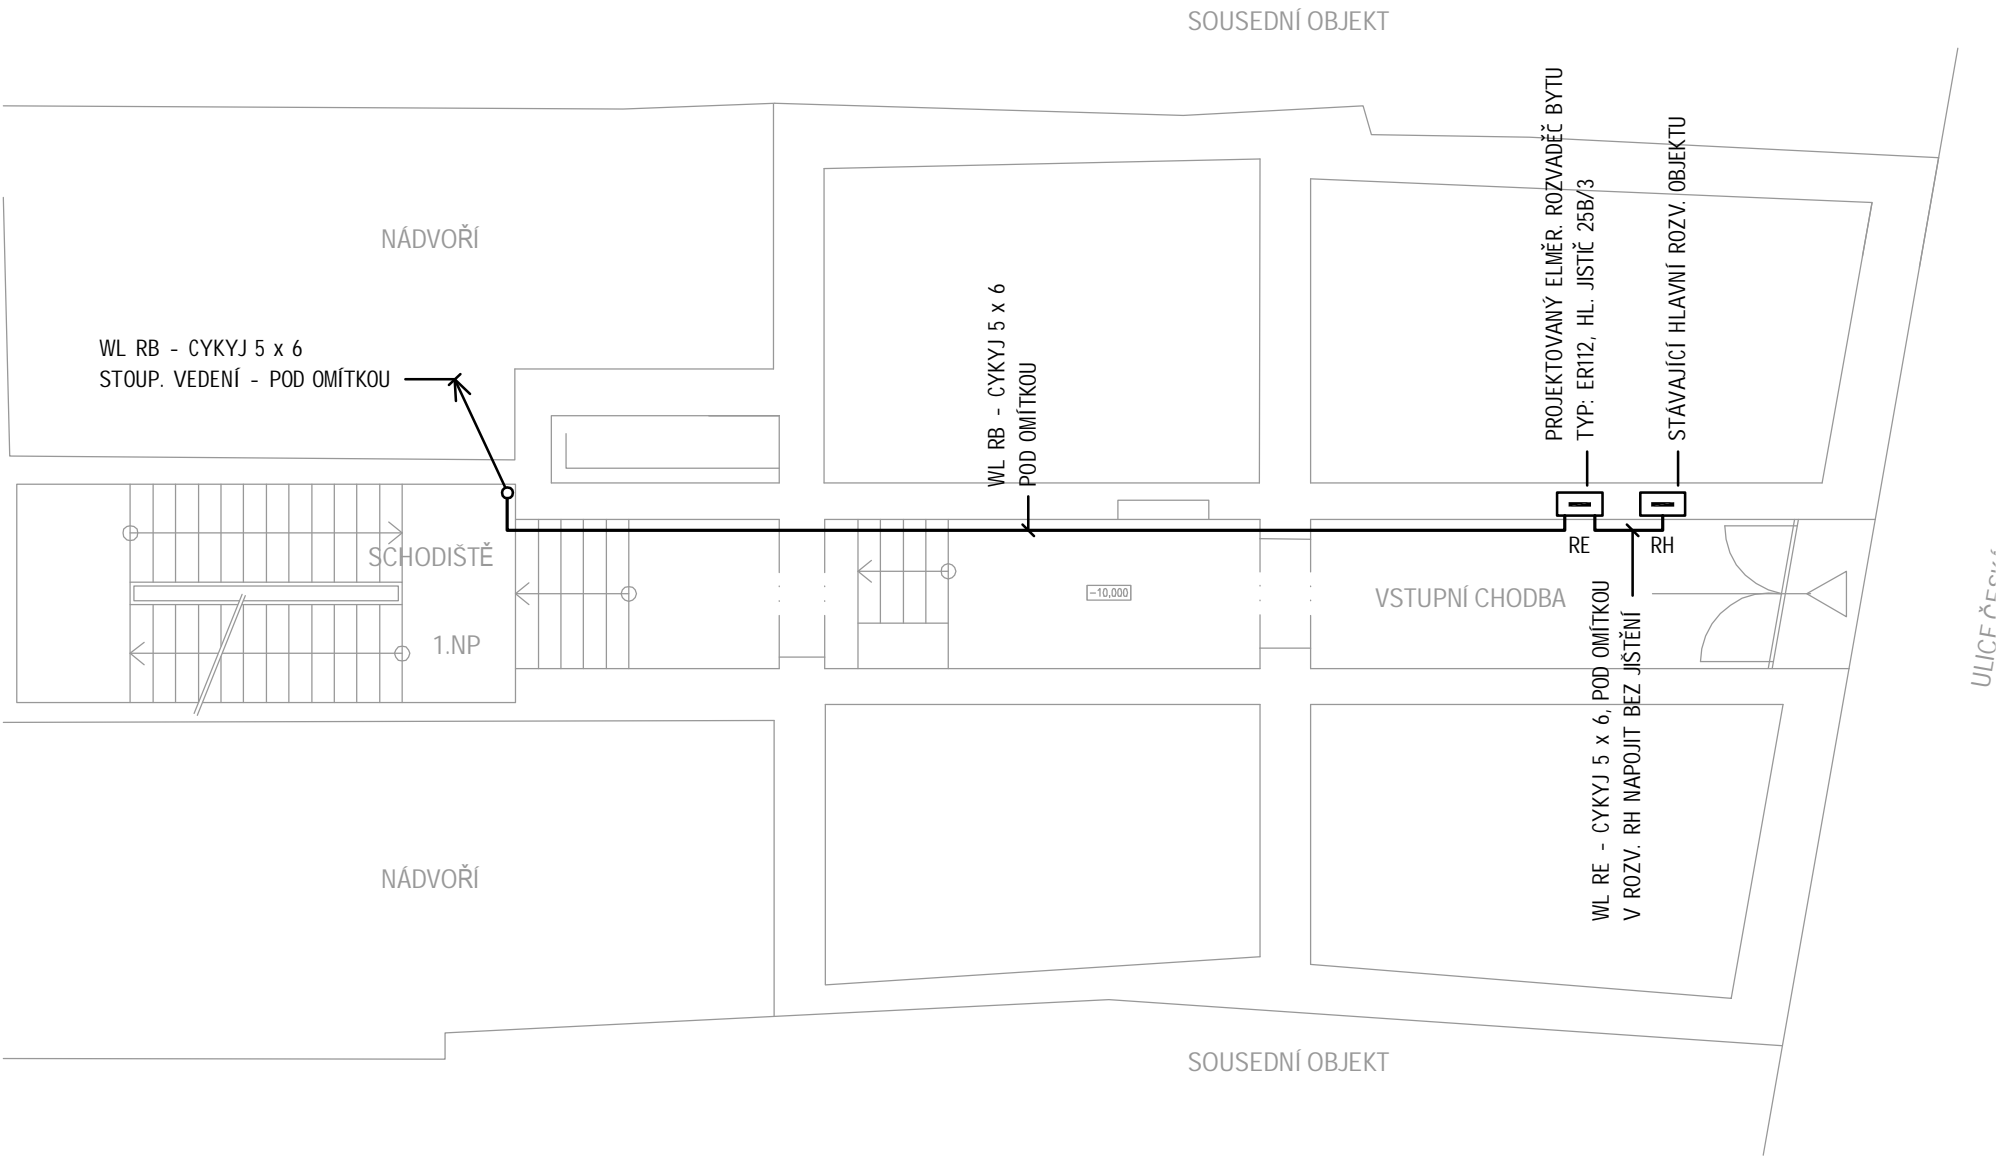 SOUSEDNÍ OBJEKT
PROJEKTOVANÝ ELMĚR. ROZVADĚČ BYTU
TYP: ER112, HL. JISTIČ 25B/3
STÁVAJÍCÍ HLAVNÍ ROZV. OBJEKTU
NÁDVOŘÍ
WL RB - CYKYJ 5 x 6
STOUP. VEDENÍ - POD OMÍTKOU
WL RB - CYKYJ 5 x 6
POD OMÍTKOU
RE
RH
SCHODIŠTĚ
1.NP
-10,000
VSTUPNÍ CHODBA
WL RE - CYKYJ 5 x 6, POD OMÍTKOU
V ROZV. RH NAPOJIT BEZ JIŠTĚNÍ
ULICE
NÁDVOŘÍ
SOUSEDNÍ OBJEKT